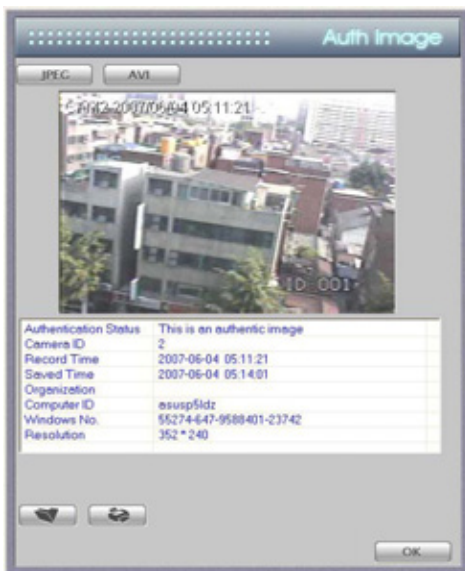 Auth Image
JPEG AVI
CAM2 2007/06/04 05:11:21
ID_001
Authentication Status This is an authentic image
Camera ID 2
Record Time 2007-06-04 05:11:21
Saved Time 2007-06-04 05:14:01
Organization
Computer ID asusp5ldz
Windows No. 55274-647-9588401-23742
Resolution 352 * 240
OK